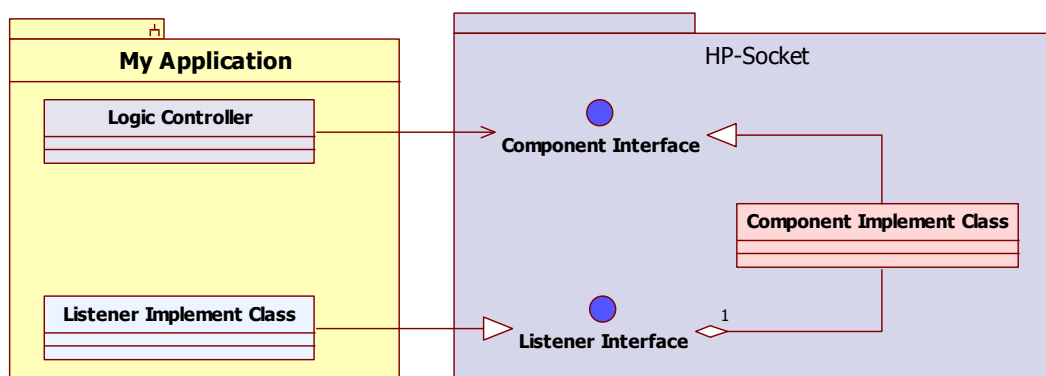 My Application
HP-Socket
Logic Controller
Component Interface
Component Implement Class
Listener Implement Class
1
Listener Interface